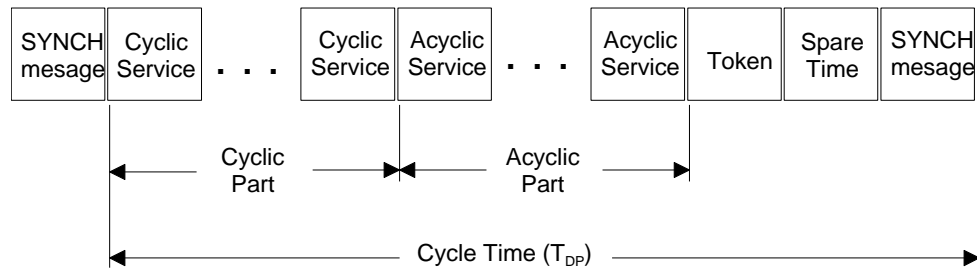 SYNCH
mesage
Cyclic
Service
. . .
Cyclic
Service
Acyclic
Service
. . .
Acyclic
Service
Token
Spare
Time
SYNCH
mesage
Cyclic
Part
Acyclic
Part
Cycle Time (TDP)